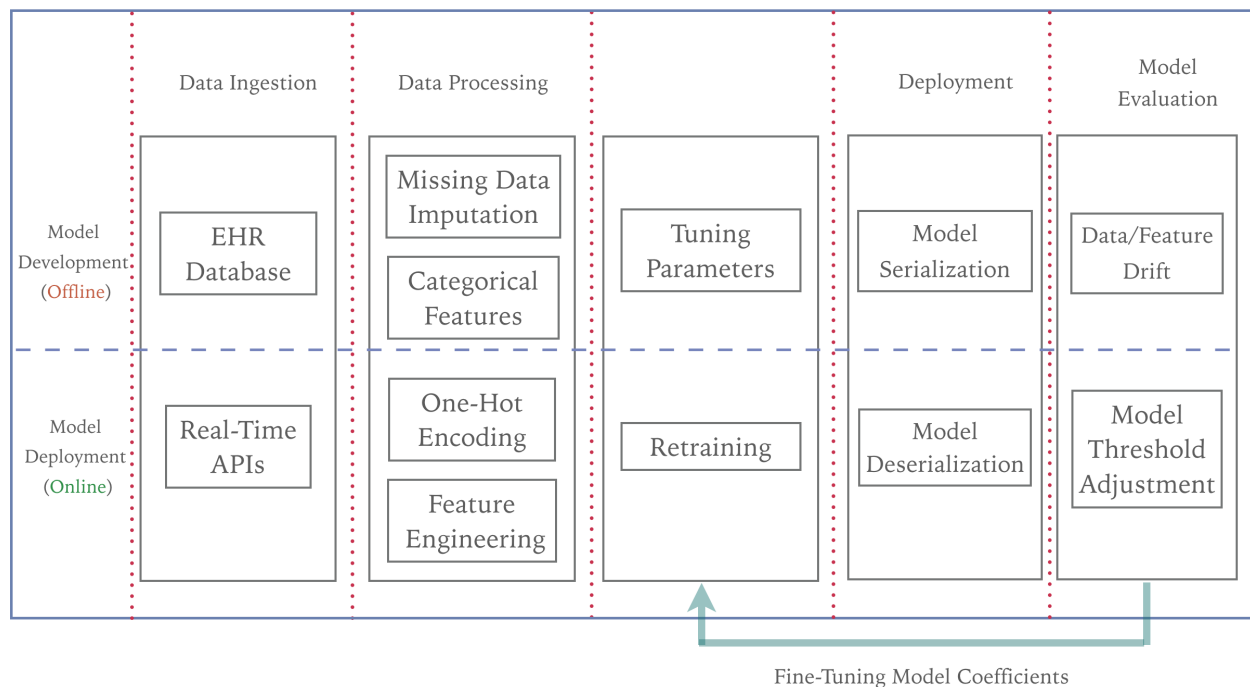 Data Ingestion
Data Processing
Deployment
Model
Evaluation
Model
Development
(Offline)
EHR
Database
Missing Data
Imputation
Categorical
Features
Tuning
Parameters
Model
Serialization
Data/Feature
Drift
Model
Deployment
(Online)
Real-Time
APIs
One-Hot
Encoding
Feature
Engineering
Retraining
Model
Deserialization
Model
Threshold
Adjustment
Fine-Tuning Model Coefficients